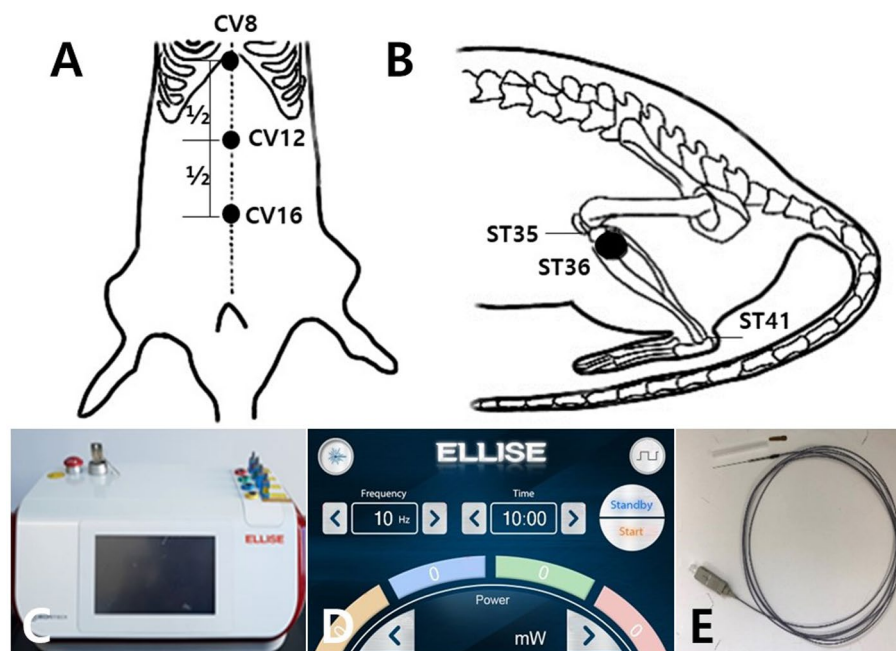 A
CV8
½
CV12
½
CV16
B
ST35
ST36
ST41
ELLISE
C
ELLISE
Frequency
Time
10 Hz
10:00
Standby
Start
0
0
0
0
Power
mW
D
E